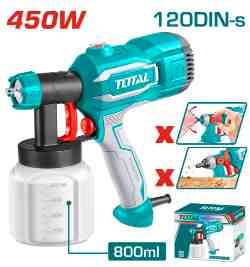 450W
120DIN-s
TOTAL
X
X
800ml
TOTAL